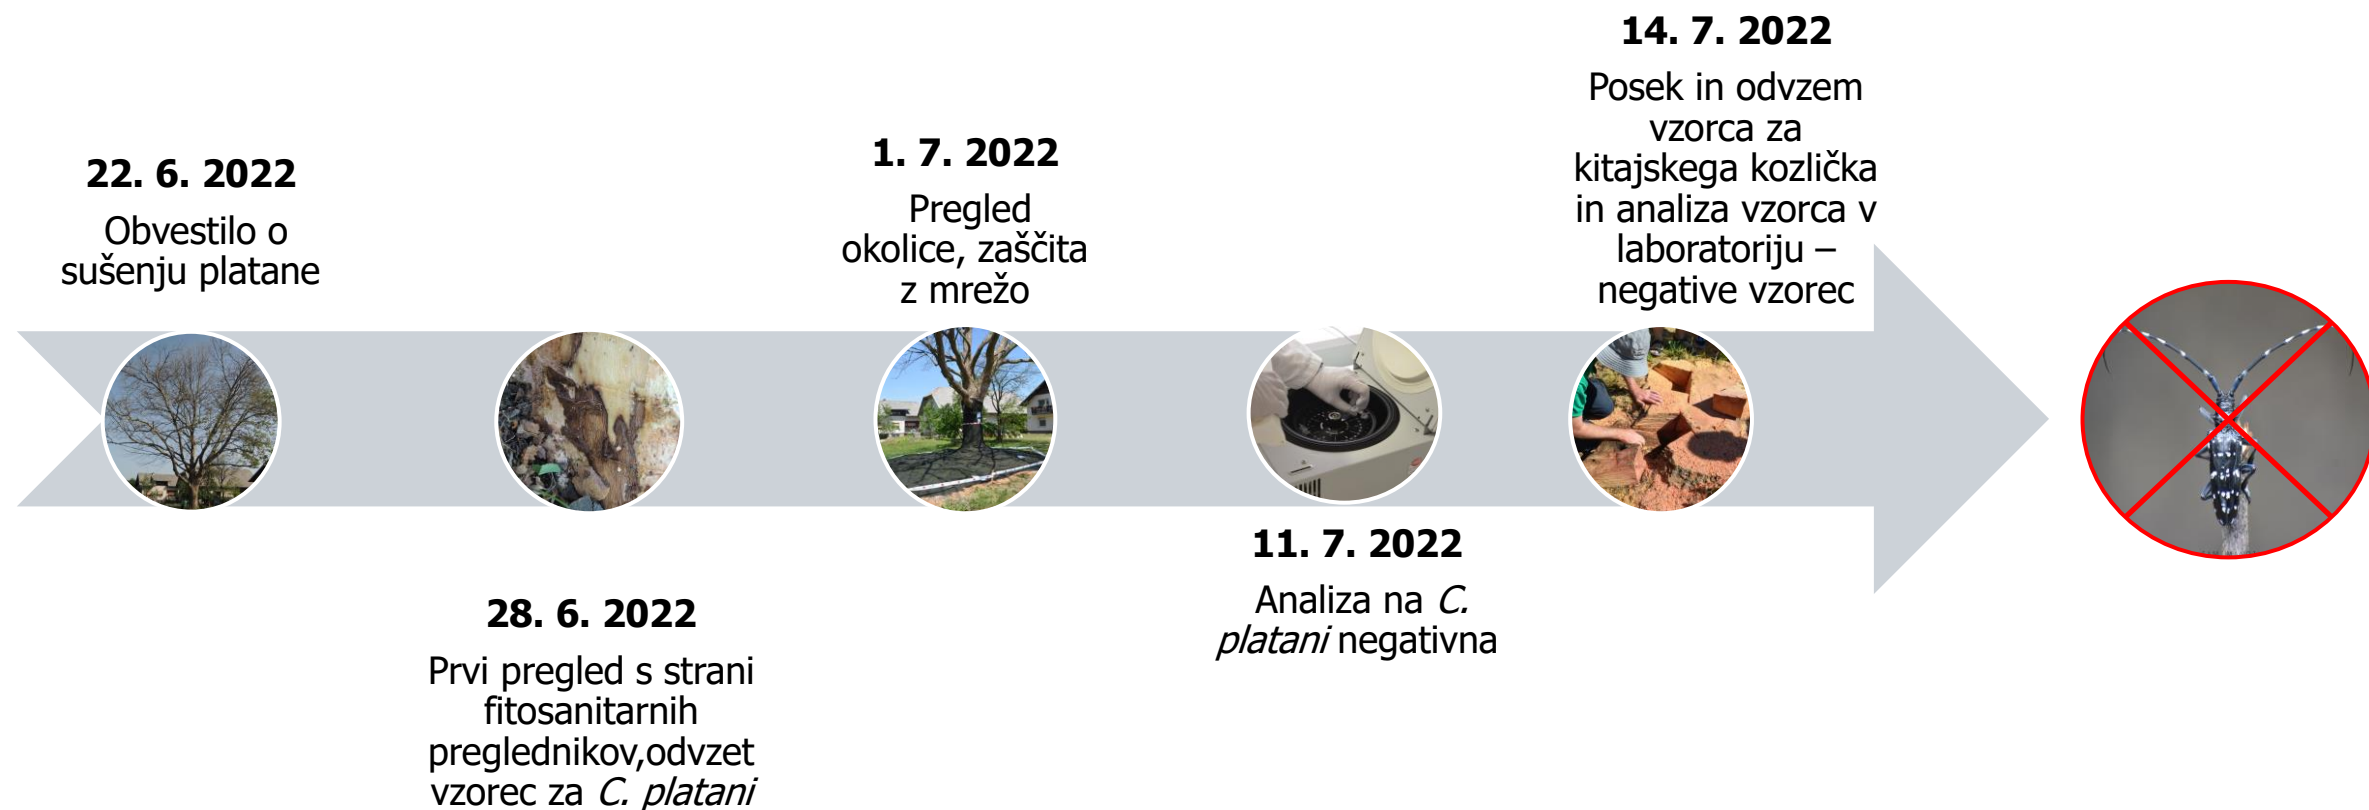 22. 6. 2022
Obvestilo o
sušenju platane
28. 6. 2022
Prvi pregled s strani
fitosanitarnih
preglednikov,odvzet
vzorec za C. platani
1. 7. 2022
Pregled
okolice, zaščita
z mrežo
11. 7. 2022
Analiza na C.
platani negativna
14. 7. 2022
Posek in odvzem
vzorca za
kitajskega kozlička
in analiza vzorca v
laboratoriju –
negative vzorec